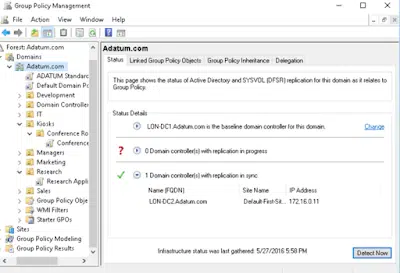 Group Policy Management
File Action View Window Help
Forest: Adatum.com
Domains
Adatum.com
ADATUM Standard
Default Domain Po
Development
Domain Controller
IT
Kiosks
Conference Ro
Conference
Managers
Marketing
Research
Research Applic
Sales
Group Policy Objec
WMI Filters
Starter GPOs
Sites
Group Policy Modeling
Group Policy Results
Adatum.com
Status Linked Group Policy Objects Group Policy Inheritance Delegation
This page shows the status of Active Directory and SYSVOL (DFSR) replication for this domain as it relates to
Group Policy.
Status Details
LON-DC1.Adatum.com is the baseline domain controller for this domain. Change
0 Domain controller(s) with replication in progress
1 Domain controller(s) with replication in sync
Name (FQDN) Site Name IP Address
LON-DC2.Adatum.com Default-First-Sit... 172.16.0.11
Infrastructure status was last gathered: 5/27/2016 5:58 PM
Detect Now